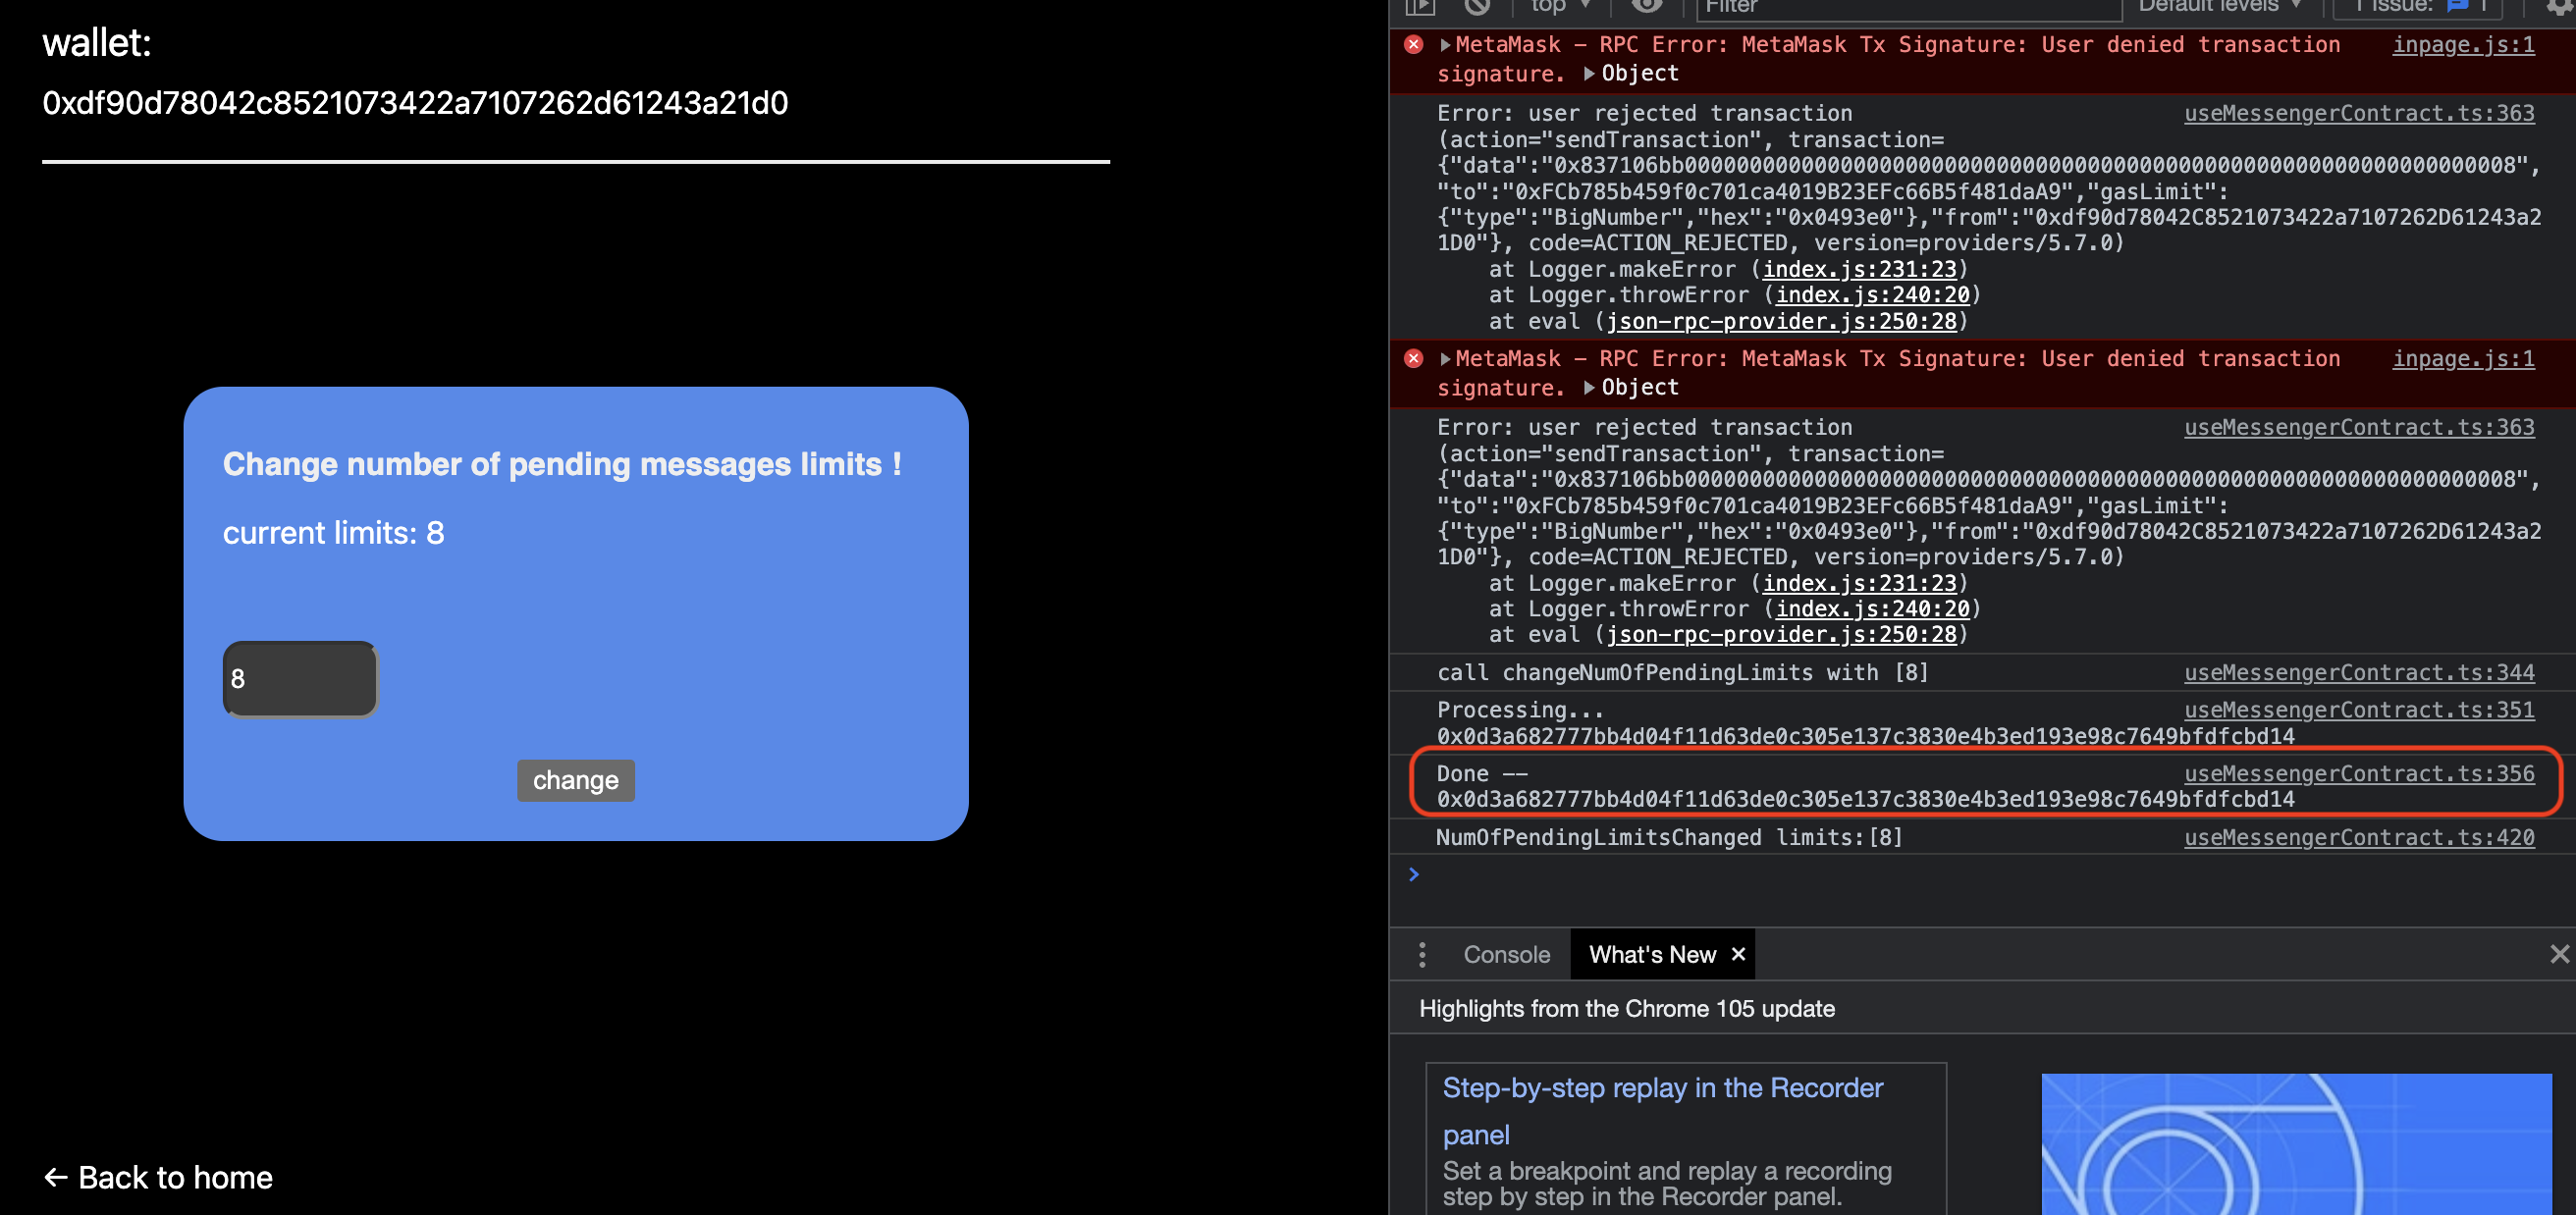 wallet:
0xdf90d78042c8521073422a7107262d61243a21d0
Change number of pending messages limits !
current limits: 8
8
change
← Back to home
top ▼
Filter
Default levels ▼
1 Issue: 1
▶MetaMask – RPC Error: MetaMask Tx Signature: User denied transaction inpage.js:1
signature. ▶Object
Error: user rejected transaction useMessengerContract.ts:363
(action="sendTransaction", transaction=
{"data":"0x837106bb0000000000000000000000000000000000000000000000000000000000000008",
"to":"0xFCb785b459f0c701ca4019B23EFc66B5f481daA9","gasLimit":
{"type":"BigNumber","hex":"0x0493e0"},"from":"0xdf90d78042C8521073422a7107262D61243a2
1D0"}, code=ACTION_REJECTED, version=providers/5.7.0)
at Logger.makeError (index.js:231:23)
at Logger.throwError (index.js:240:20)
at eval (json-rpc-provider.js:250:28)
▶MetaMask – RPC Error: MetaMask Tx Signature: User denied transaction inpage.js:1
signature. ▶Object
Error: user rejected transaction useMessengerContract.ts:363
(action="sendTransaction", transaction=
{"data":"0x837106bb0000000000000000000000000000000000000000000000000000000000000008",
"to":"0xFCb785b459f0c701ca4019B23EFc66B5f481daA9","gasLimit":
{"type":"BigNumber","hex":"0x0493e0"},"from":"0xdf90d78042C8521073422a7107262D61243a2
1D0"}, code=ACTION_REJECTED, version=providers/5.7.0)
at Logger.makeError (index.js:231:23)
at Logger.throwError (index.js:240:20)
at eval (json-rpc-provider.js:250:28)
call changeNumOfPendingLimits with [8] useMessengerContract.ts:344
Processing... useMessengerContract.ts:351
0x0d3a682777bb4d04f11d63de0c305e137c3830e4b3ed193e98c7649bfdfcbd14
Done -- useMessengerContract.ts:356
0x0d3a682777bb4d04f11d63de0c305e137c3830e4b3ed193e98c7649bfdfcbd14
NumOfPendingLimitsChanged limits:[8] useMessengerContract.ts:420
Console
What's New ×
Highlights from the Chrome 105 update
Step-by-step replay in the Recorder
panel
Set a breakpoint and replay a recording
step by step in the Recorder panel.